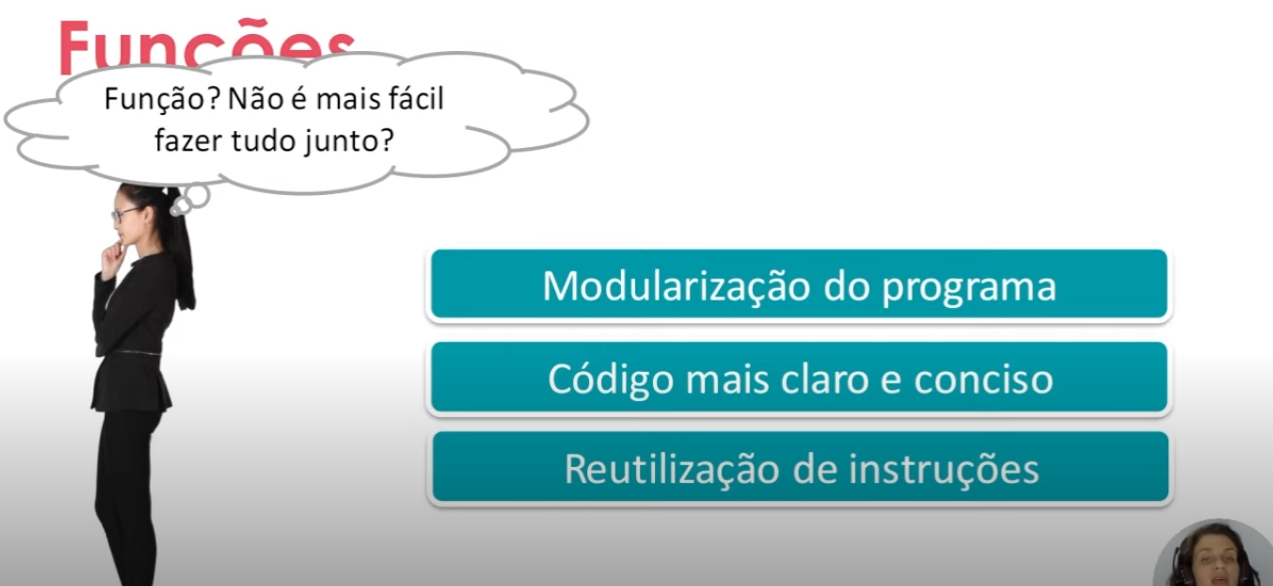 Funções
Função? Não é mais fácil
fazer tudo junto?
Modularização do programa
Código mais claro e conciso
Reutilização de instruções